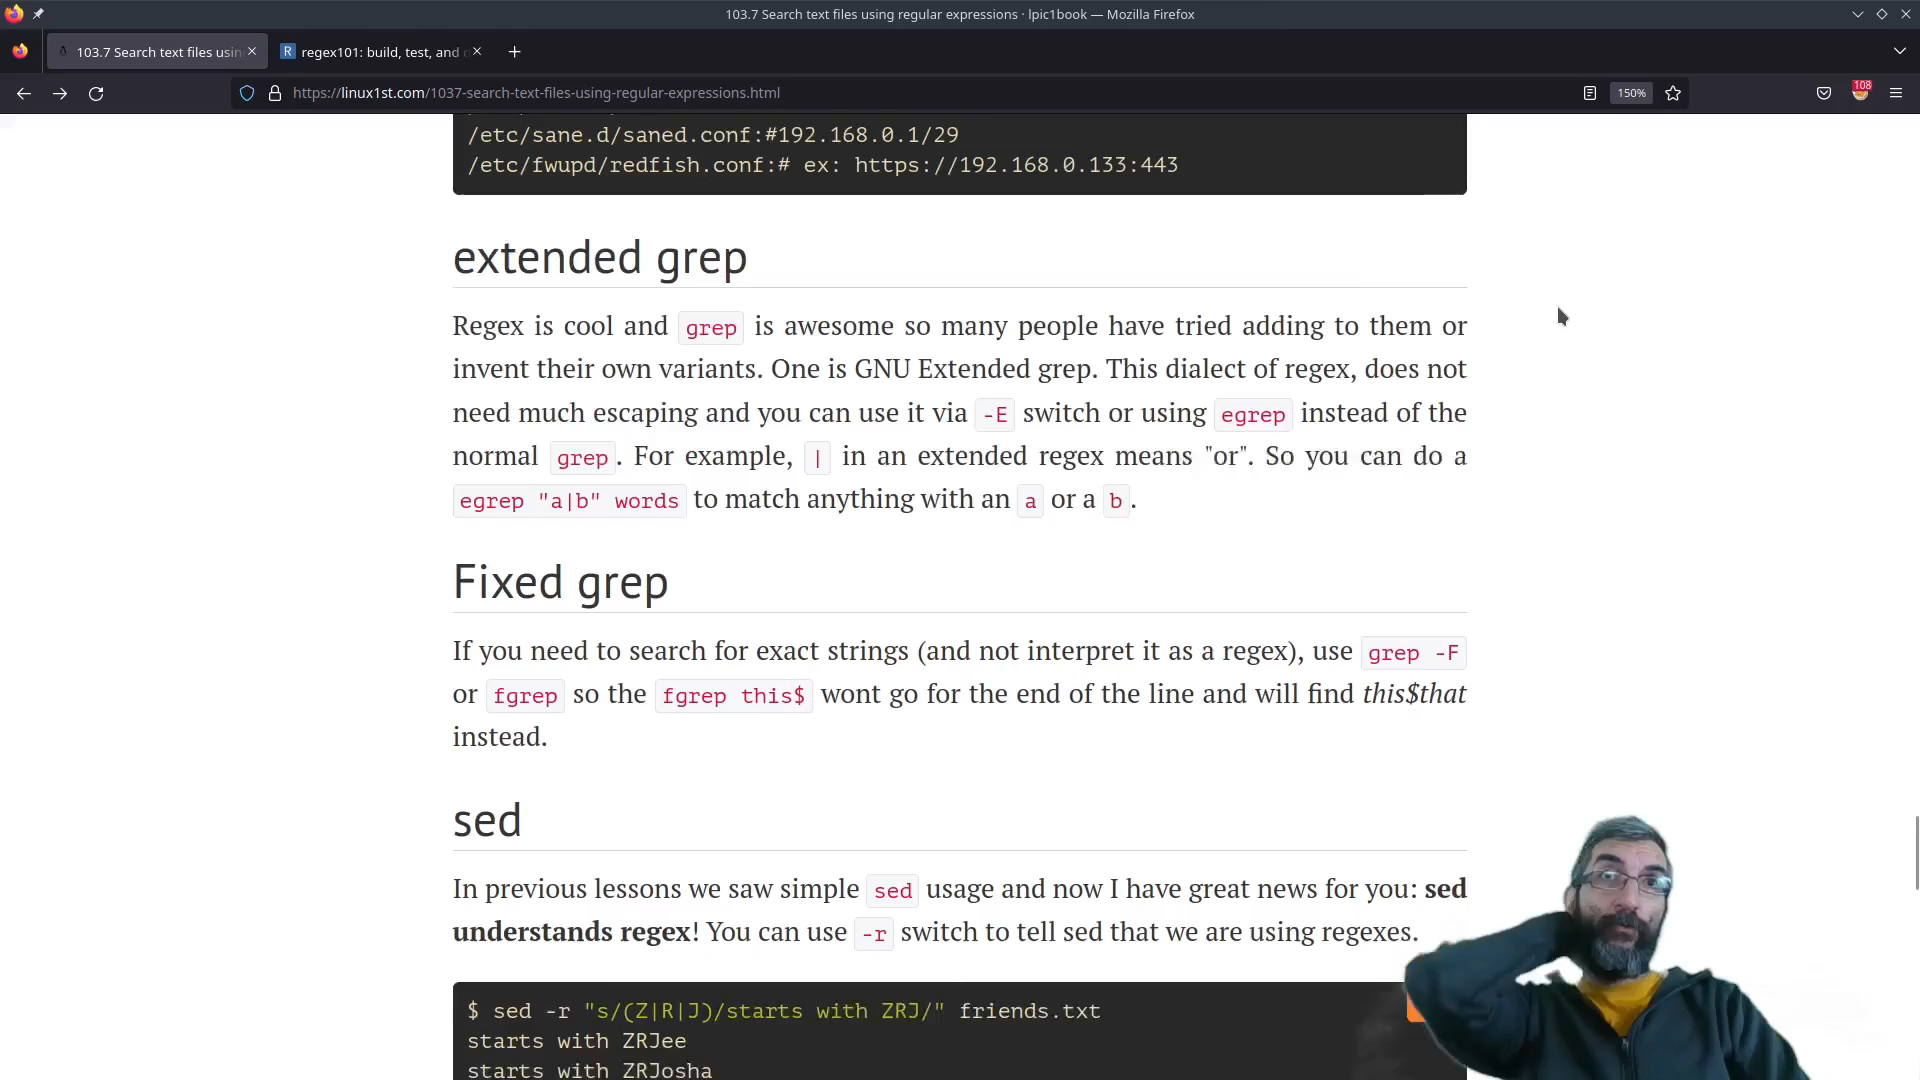 103.7 Search text files using regular expressions · lpic1book — Mozilla Firefox
103.7 Search text files usin
regex101: build, test, and d
https://linux1st.com/1037-search-text-files-using-regular-expressions.html
150%
108
/etc/sane.d/saned.conf:#192.168.0.1/29
/etc/fwupd/redfish.conf:# ex: https://192.168.0.133:443
extended grep
Regex is cool and grep is awesome so many people have tried adding to them or
invent their own variants. One is GNU Extended grep. This dialect of regex, does not
need much escaping and you can use it via -E switch or using egrep instead of the
normal grep. For example, | in an extended regex means "or". So you can do a
egrep "a|b" words to match anything with an a or a b.
Fixed grep
If you need to search for exact strings (and not interpret it as a regex), use grep -F
or fgrep so the fgrep this$ wont go for the end of the line and will find this$that
instead.
sed
In previous lessons we saw simple sed usage and now I have great news for you: sed
understands regex! You can use -r switch to tell sed that we are using regexes.
$ sed -r "s/(Z|R|J)/starts with ZRJ/" friends.txt
starts with ZRJee
starts with ZRJosha